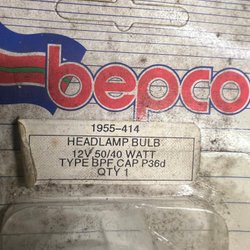 bepco
1955-414
HEADLAMP BULB
12V 50/40 WATT
TYPE BPF CAP P36d
QTY 1